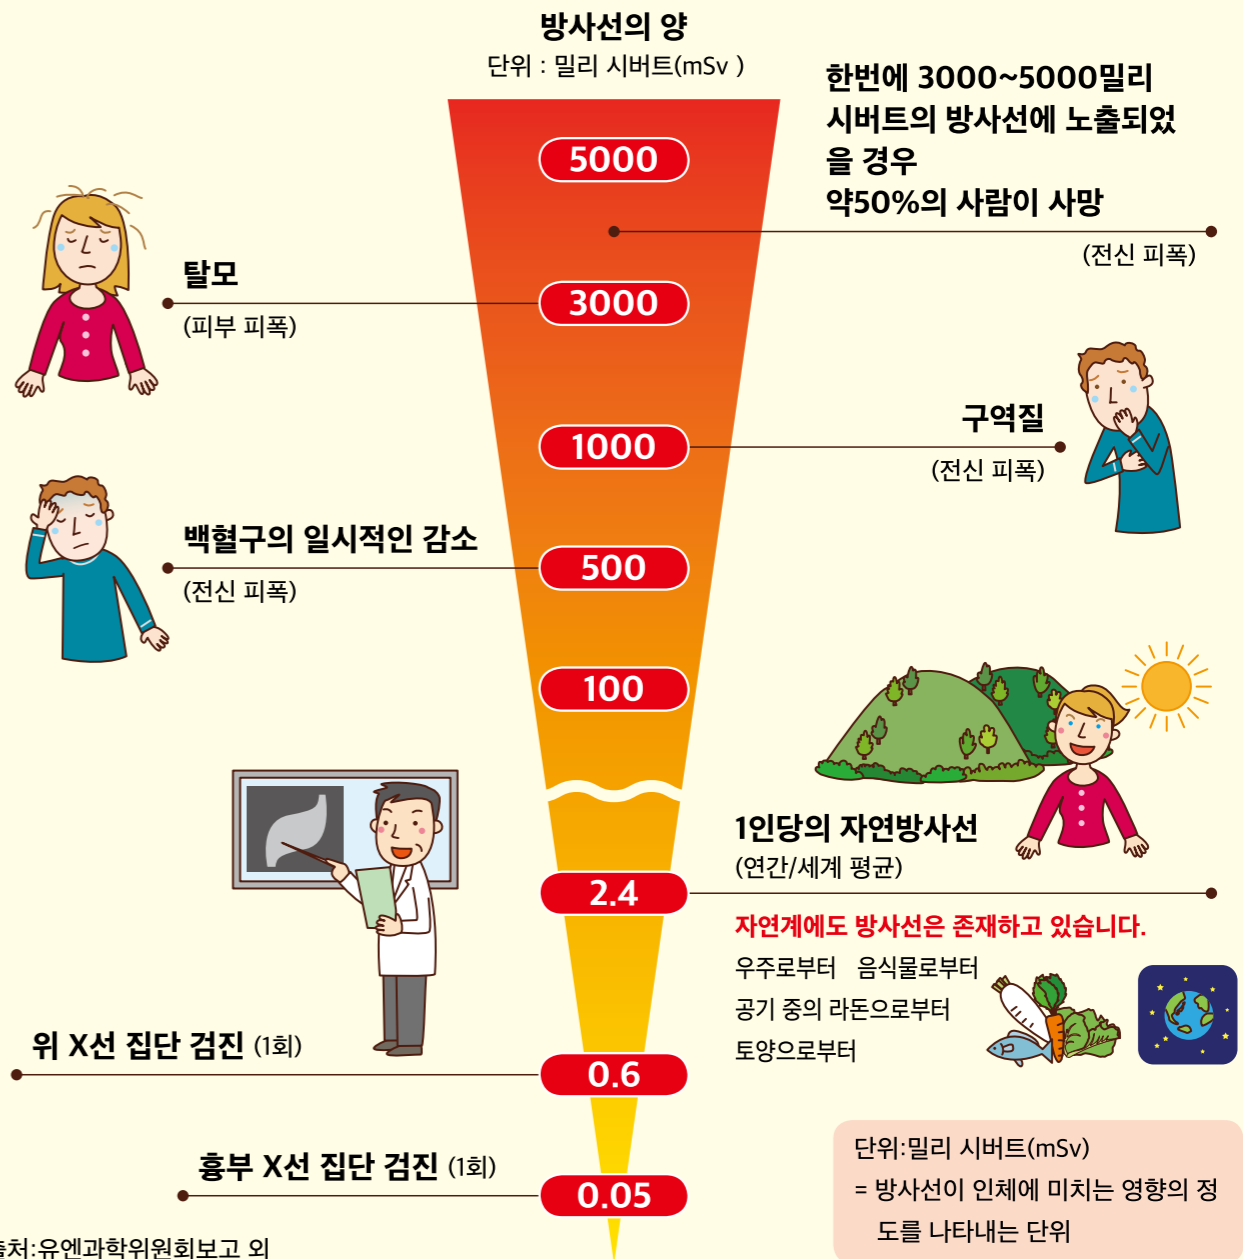 방사선의 양
단위 : 밀리 시버트(mSv )
한번에 3000~5000밀리
시버트의 방사선에 노출되었
을 경우
약50%의 사람이 사망
(전신 피폭)
5000
탈모
(피부 피폭)
3000
구역질
(전신 피폭)
1000
백혈구의 일시적인 감소
(전신 피폭)
500
100
1인당의 자연방사선
(연간/세계 평균)
2.4
자연계에도 방사선은 존재하고 있습니다.
우주로부터 음식물로부터
공기 중의 라돈으로부터
토양으로부터
위 X선 집단 검진 (1회)
0.6
흉부 X선 집단 검진 (1회)
0.05
단위:밀리 시버트(mSv)
= 방사선이 인체에 미치는 영향의 정
도를 나타내는 단위
출처:유엔과학위원회보고 외